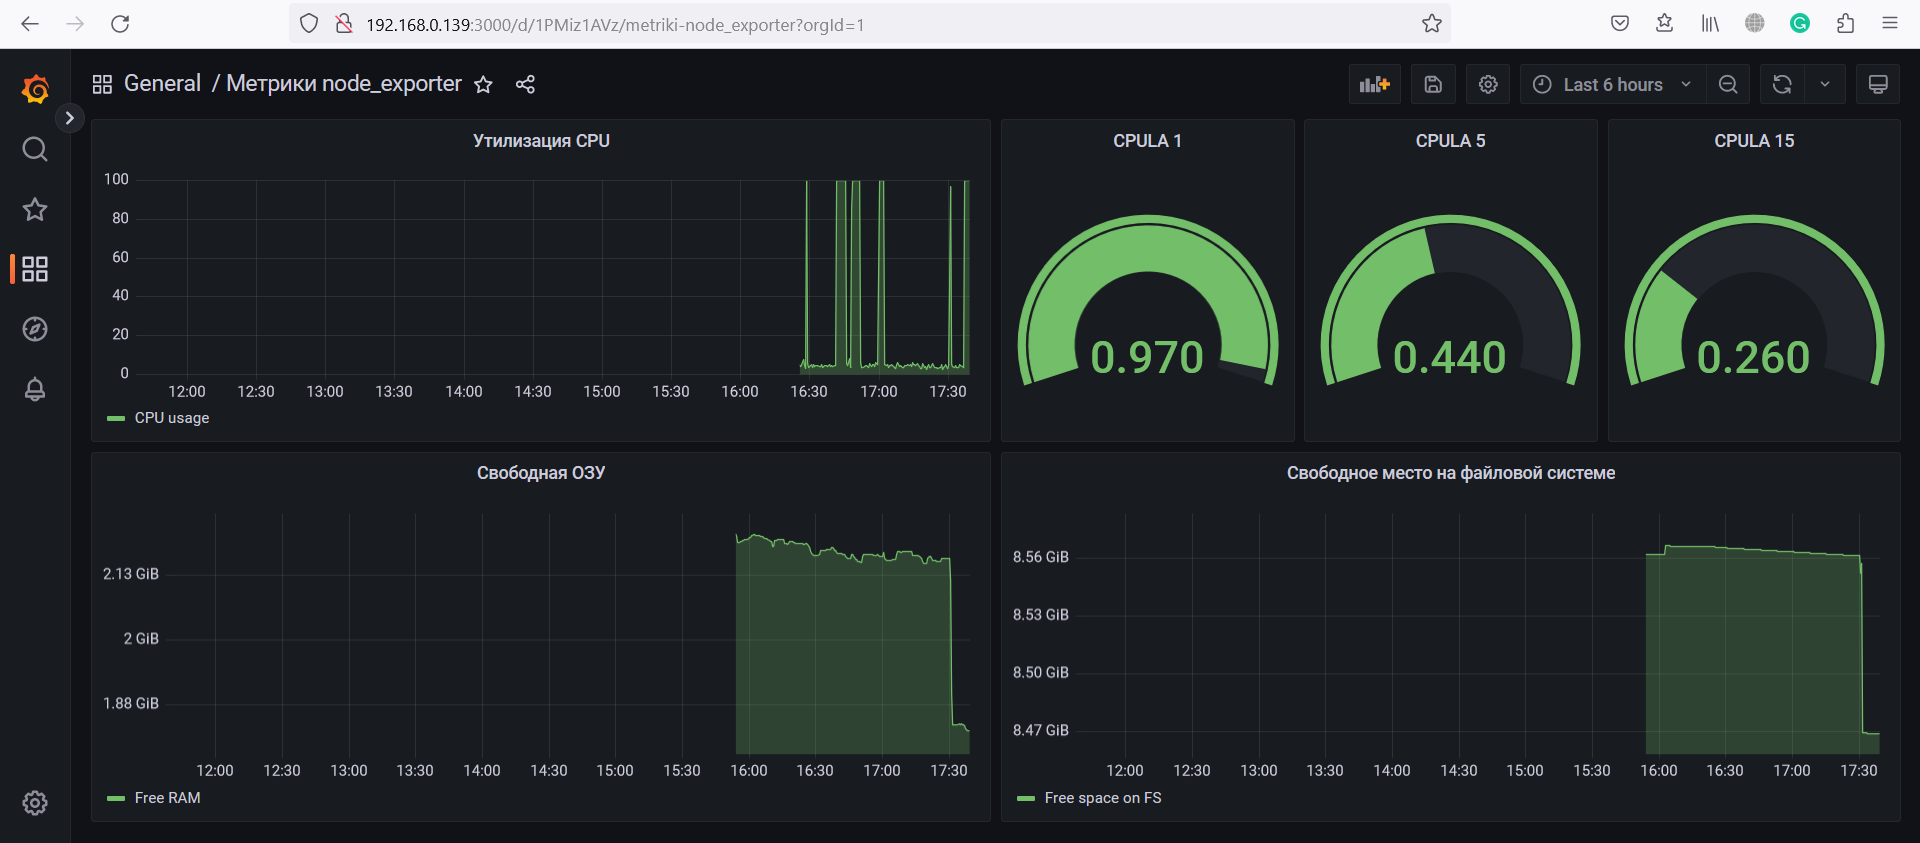 192.168.0.139:3000/d/1PMiz1AVz/metriki-node_exporter?orgId=1
General / Метрики node_exporter
Last 6 hours
Утилизация CPU
100
80
60
40
20
0
12:00 12:30 13:00 13:30 14:00 14:30 15:00 15:30 16:00 16:30 17:00 17:30
CPU usage
CPULA 1
0.970
CPULA 5
0.440
CPULA 15
0.260
Свободная ОЗУ
2.13 GiB
2 GiB
1.88 GiB
12:00 12:30 13:00 13:30 14:00 14:30 15:00 15:30 16:00 16:30 17:00 17:30
Free RAM
Свободное место на файловой системе
8.56 GiB
8.53 GiB
8.50 GiB
8.47 GiB
12:00 12:30 13:00 13:30 14:00 14:30 15:00 15:30 16:00 16:30 17:00 17:30
Free space on FS